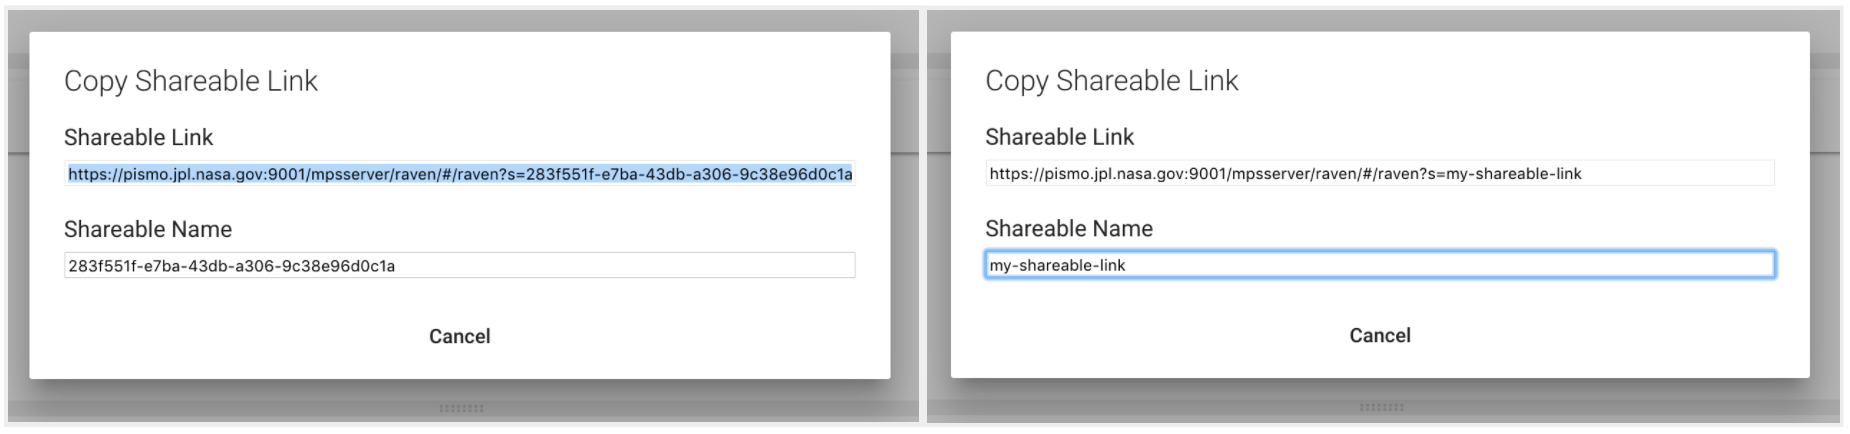 Copy Shareable Link
Shareable Link
https://pismo.jpl.nasa.gov:9001/mpsserver/raven/#/raven?s=283f551f-e7ba-43db-a306-9c38e96d0c1a
Shareable Name
283f551f-e7ba-43db-a306-9c38e96d0c1a
Cancel
Copy Shareable Link
Shareable Link
https://pismo.jpl.nasa.gov:9001/mpsserver/raven/#/raven?s=my-shareable-link
Shareable Name
my-shareable-link
Cancel